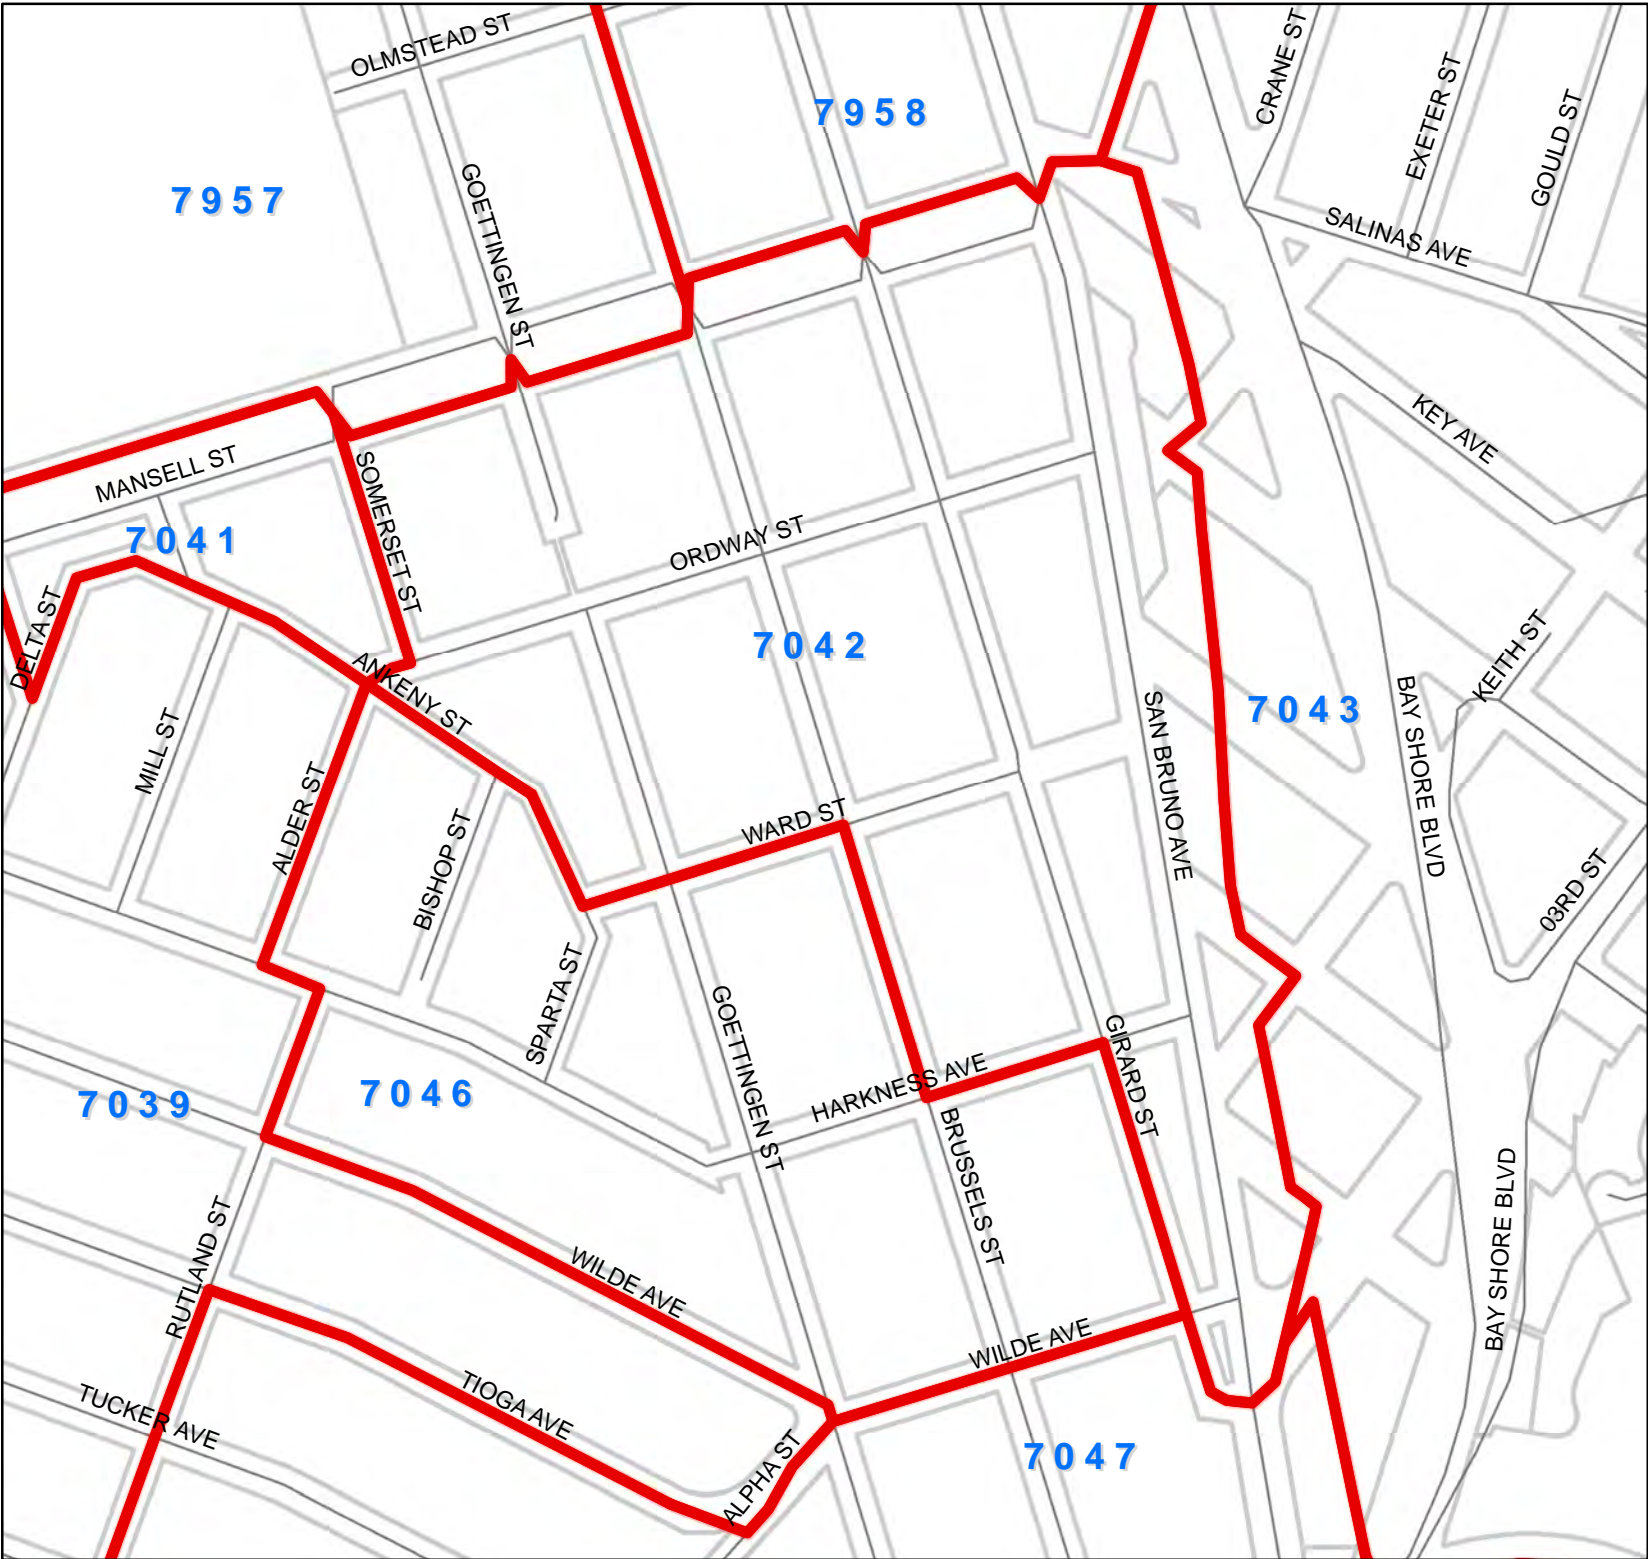 OLMSTEAD ST
CRANE ST
EXETER ST
GOULD ST
7958
7957
GOETTINGEN ST
SALINAS AVE
KEY AVE
MANSELL ST
SOMERSET ST
7041
ORDWAY ST
DELTA ST
7042
KEITH ST
ANKENY ST
MILL ST
7043
BAY SHORE BLVD
SAN BRUNO AVE
ALDER ST
BISHOP ST
WARD ST
03RD ST
SPARTA ST
GOETTINGEN ST
GIRARD ST
HARKNESS AVE
7039
7046
BRUSSELS ST
BAY SHORE BLVD
RUTLAND ST
WILDE AVE
WILDE AVE
TIOGA AVE
TUCKER AVE
ALPHA ST
7047